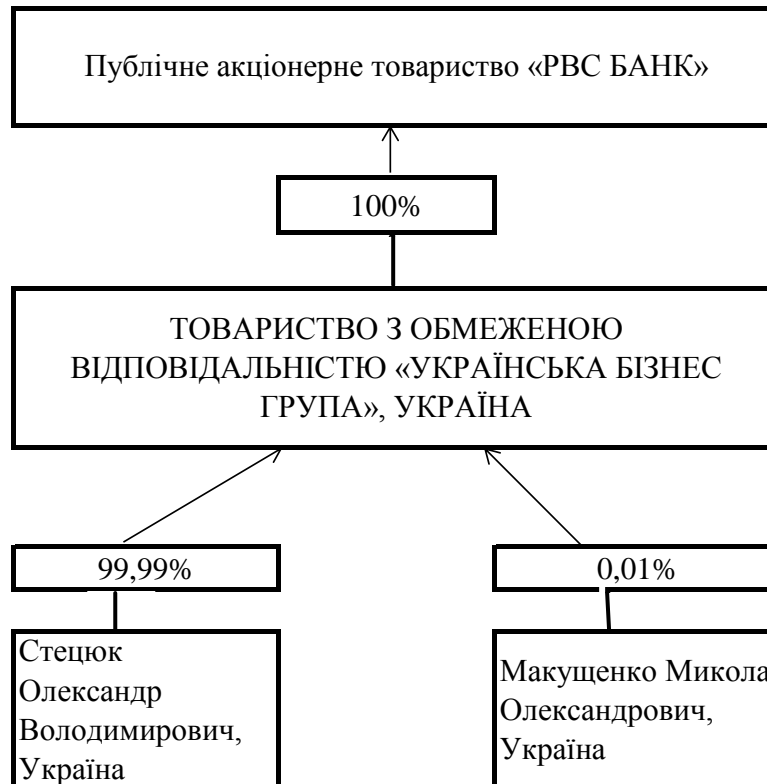 Публічне акціонерне товариство «РВС БАНК»
100%
ТОВАРИСТВО З ОБМЕЖЕНОЮ
ВІДПОВІДАЛЬНІСТЮ «УКРАЇНСЬКА БІЗНЕС
ГРУПА», УКРАЇНА
99,99%
0,01%
Стецюк
Олександр
Володимирович,
Україна
Макущенко Микола
Олександрович,
Україна